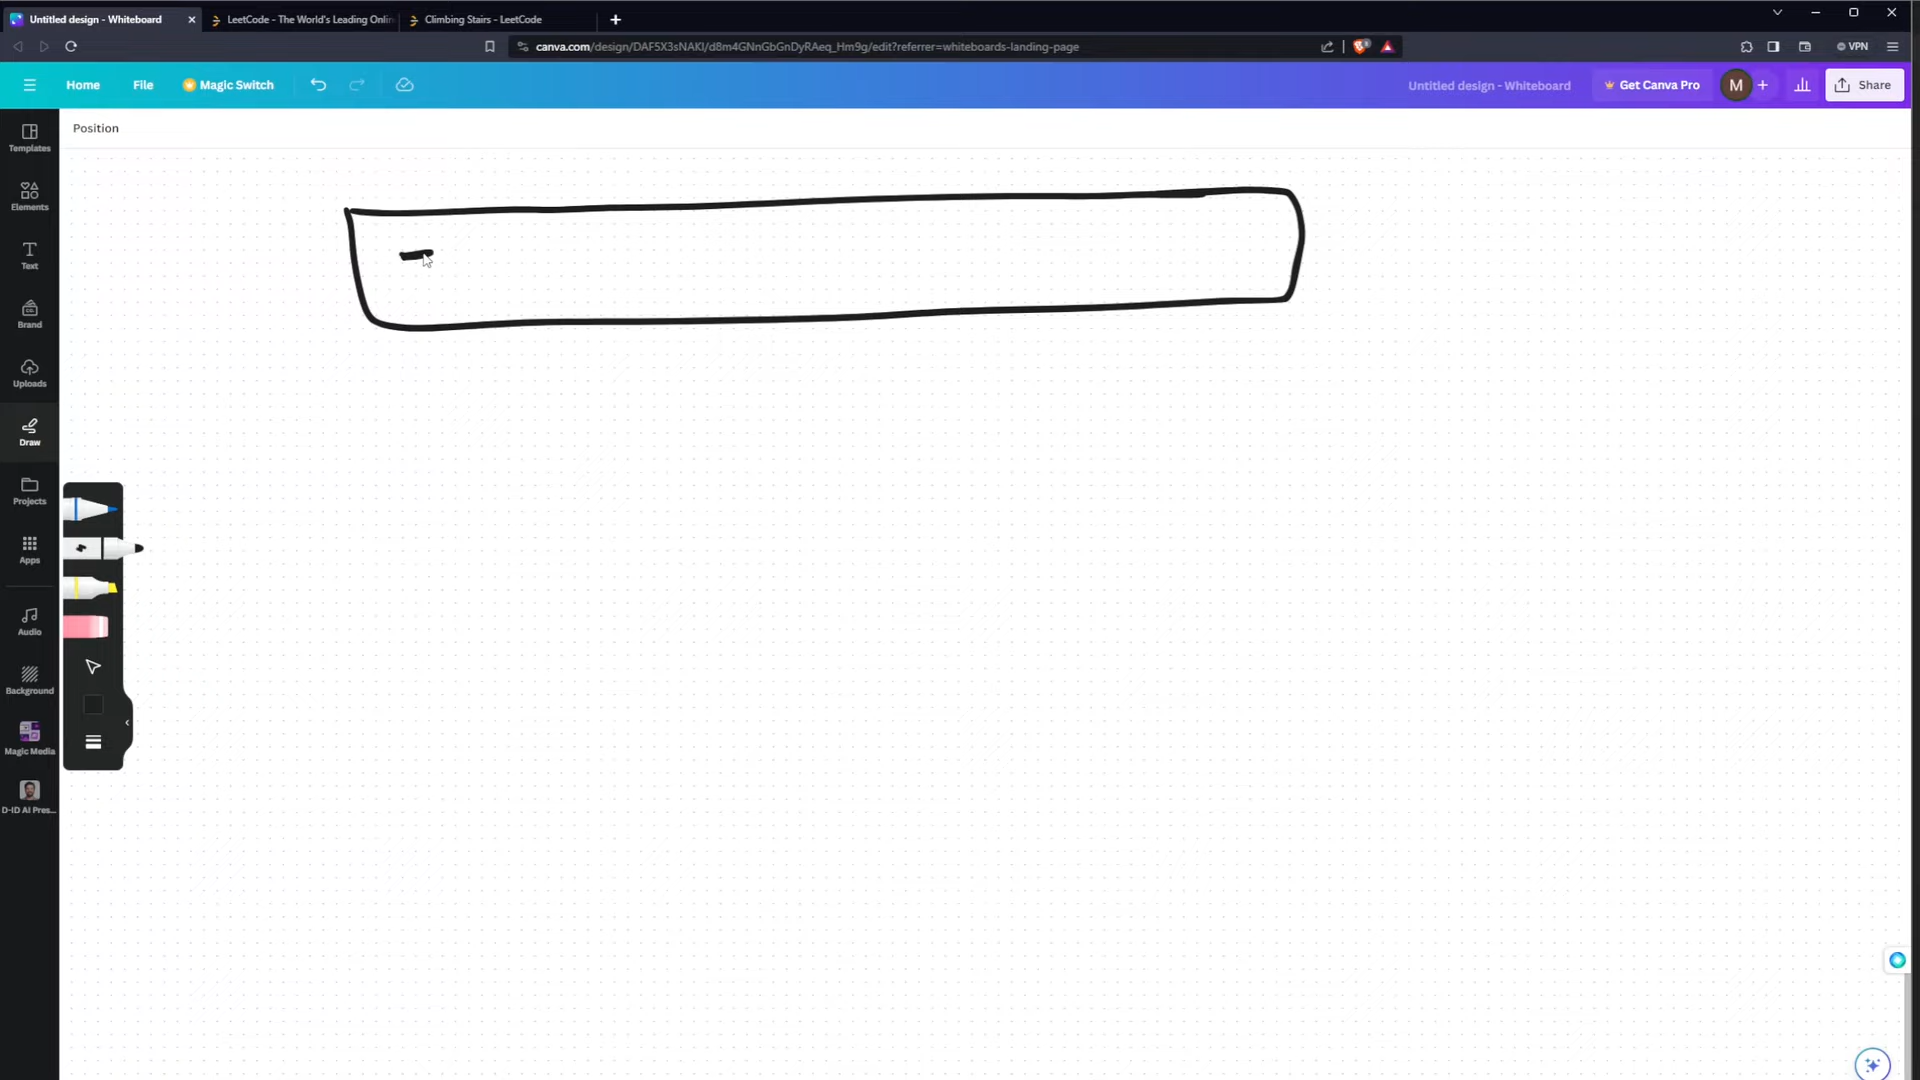 Untitled design - Whiteboard
LeetCode - The World's Leading Onlin
Climbing Stairs - LeetCode
canva.com/design/DAF5X3sNAKI/d8m4GNnGbGnDyRAeq_Hm9g/edit?referrer=whiteboards-landing-page
VPN
Home
File
Magic Switch
Untitled design - Whiteboard
Get Canva Pro
M
Share
Position
Templates
Elements
Text
Brand
Uploads
Draw
Projects
Apps
Audio
Background
Magic Media
D-ID AI Pres...